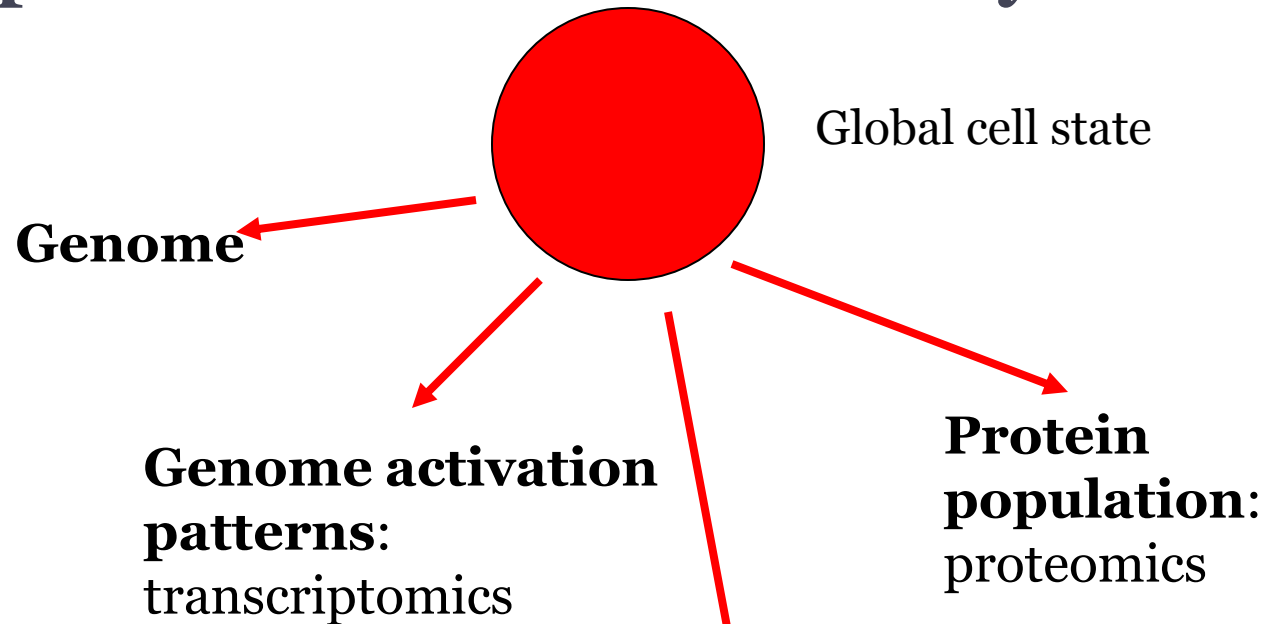 Global cell state
Genome
Genome activation
patterns:
transcriptomics
Protein
population:
proteomics